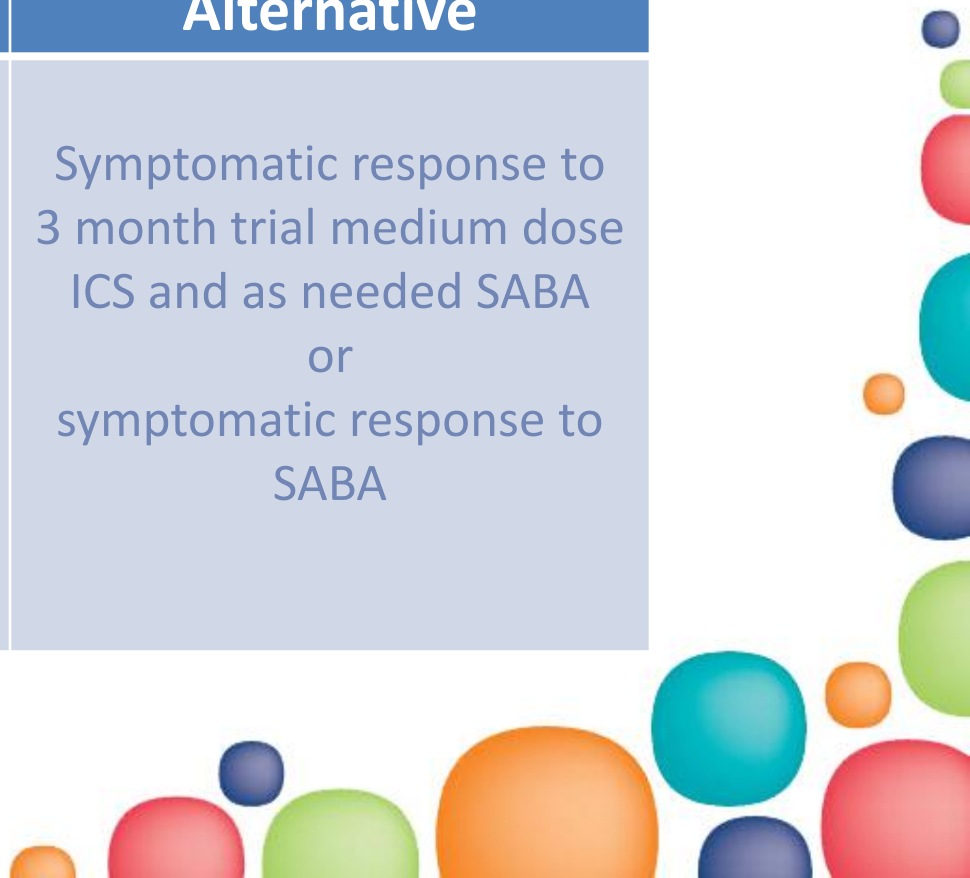 Alternative
Symptomatic response to
3 month trial medium dose
ICS and as needed SABA
or
symptomatic response to
SABA